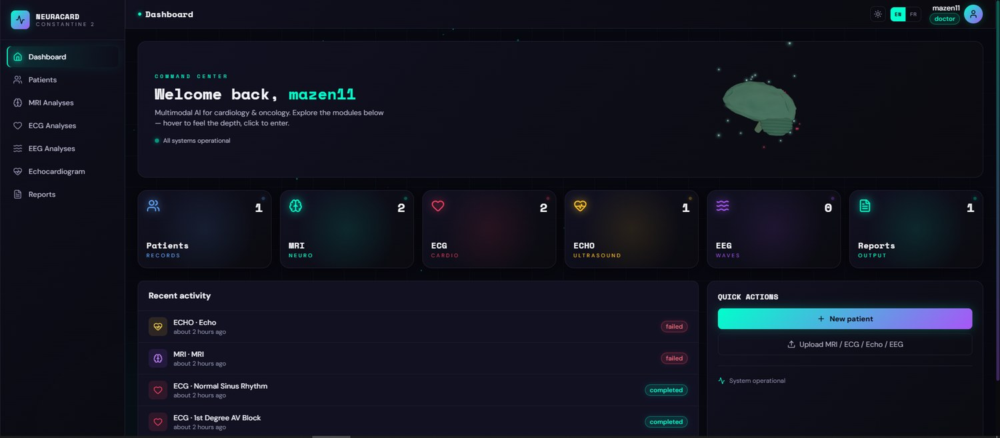 NEURACARD
CONSTANTINE 2
Dashboard
Patients
MRI Analyses
ECG Analyses
EEG Analyses
Echocardiogram
Reports
Dashboard
EN FR
mazen11
doctor
COMMAND CENTER
Welcome back, mazen11
Multimodal AI for cardiology & oncology. Explore the modules below
— hover to feel the depth, click to enter.
All systems operational
1
Patients
RECORDS
2
MRI
NEURO
2
ECG
CARDIO
1
ECHO
ULTRASOUND
0
EEG
WAVES
1
Reports
OUTPUT
Recent activity
ECHO · Echo
about 2 hours ago
failed
MRI · MRI
about 2 hours ago
failed
ECG · Normal Sinus Rhythm
about 2 hours ago
completed
ECG · 1st Degree AV Block
about 2 hours ago
completed
QUICK ACTIONS
+ New patient
Upload MRI / ECG / Echo / EEG
System operational